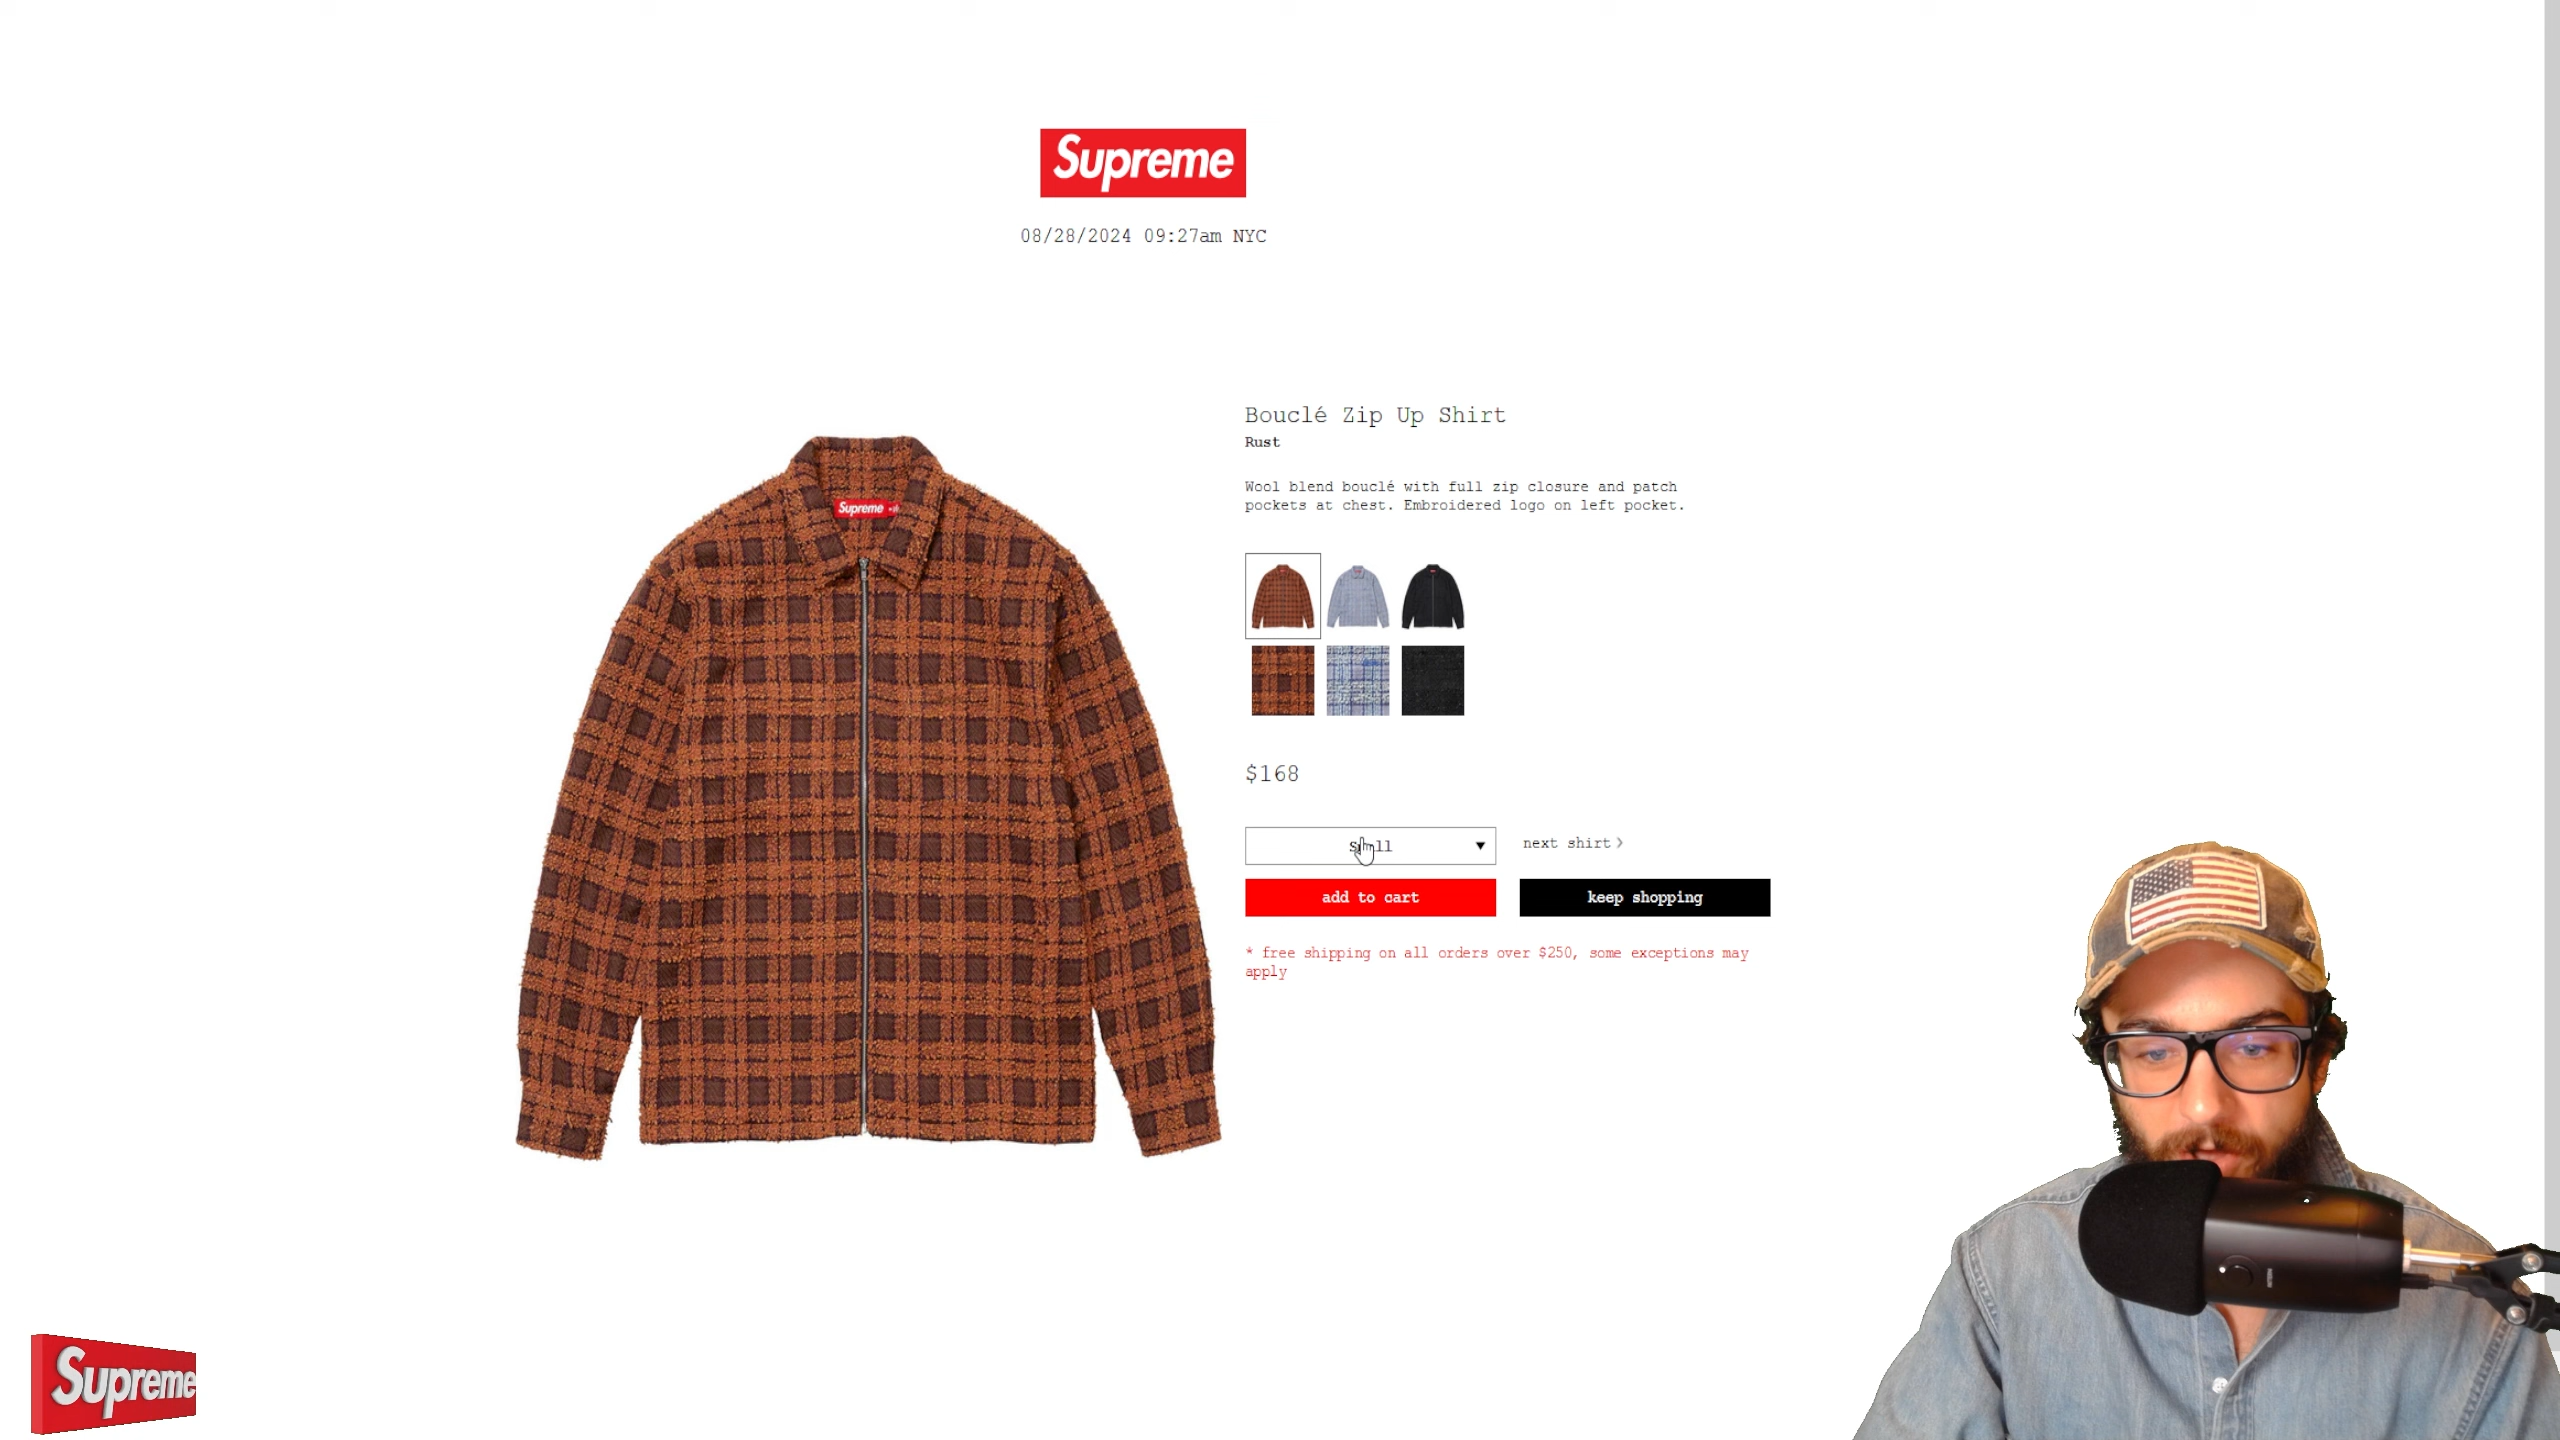 Supreme
08/28/2024 09:27am NYC
Bouclé Zip Up Shirt
Rust
Wool blend bouclé with full zip closure and patch
pockets at chest. Embroidered logo on left pocket.
Supreme
$168
next shirt >
add to cart
keep shopping
* free shipping on all orders over $250, some exceptions may
apply
Supreme